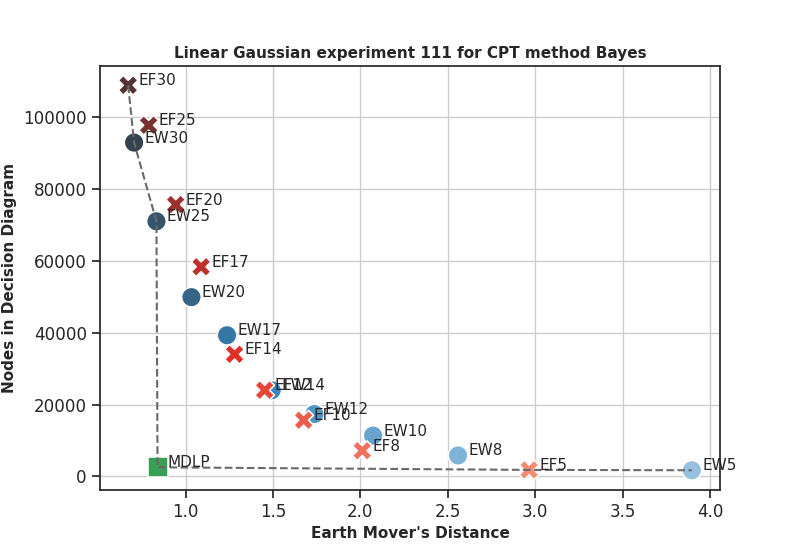 Linear Gaussian experiment 111 for CPT method Bayes
Nodes in Decision Diagram
100000
80000
60000
40000
20000
0
EF30
EF25
EW30
EF20
EW25
EF17
EW20
EW17
EF14
EF12
EW14
EW12
EF10
EW10
EF8
EW8
MDLP
EF5
EW5
1.0 1.5 2.0 2.5 3.0 3.5 4.0
Earth Mover's Distance